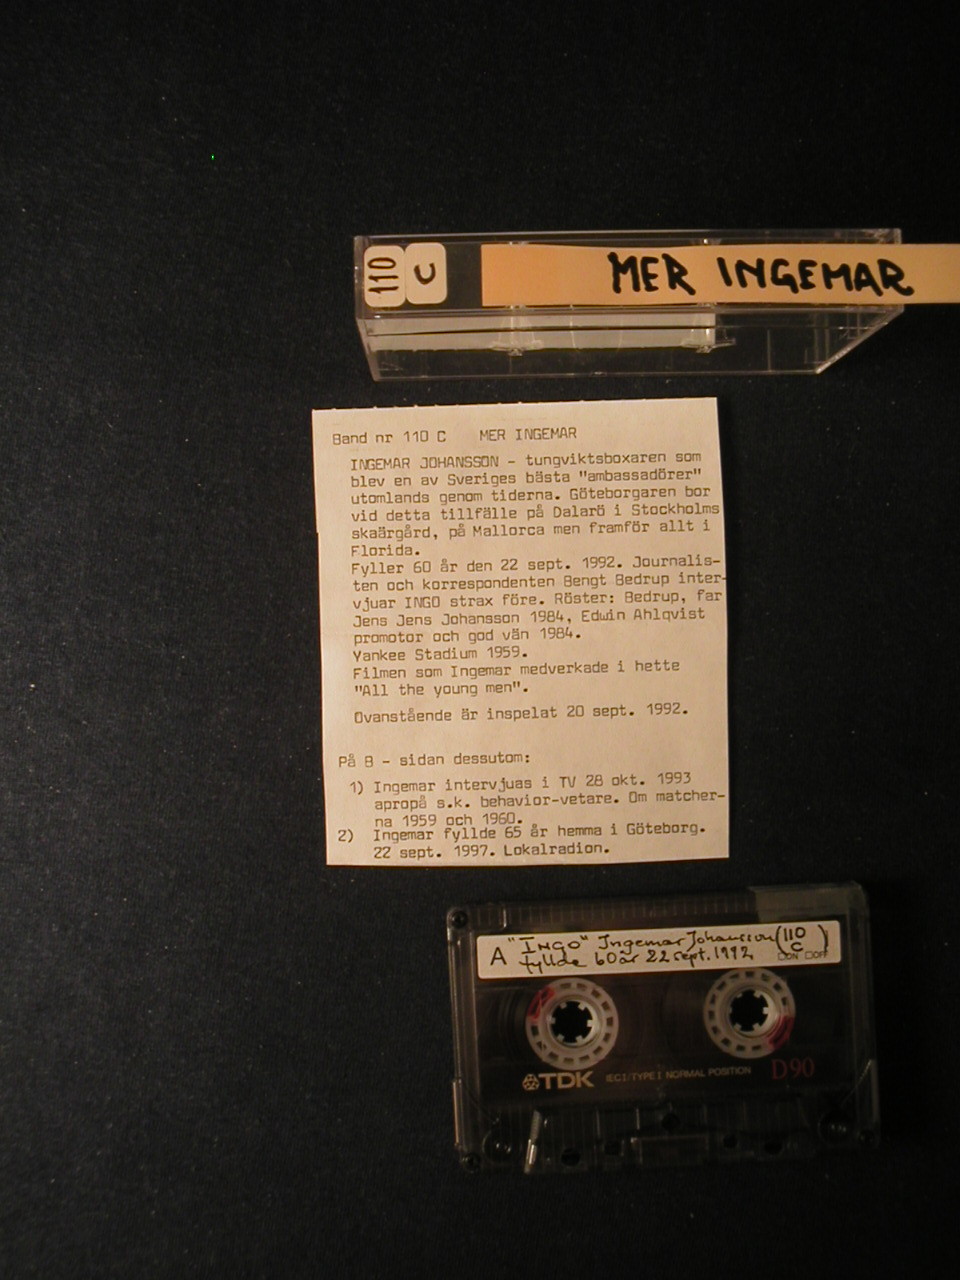 110 C MER INGEMAR
Band nr 110 C MER INGEMAR
INGEMAR JOHANSSON - tungviktsboxaren som
blev en av Sveriges bästa "ambassadörer"
utomlands genom tiderna. Göteborgaren bor
vid detta tillfälle på Dalarö i Stockholms
skaärgård, på Mallorca men framför allt i
Florida.
Fyller 60 år den 22 sept. 1992. Journalis-
ten och korrespondenten Bengt Bedrup inter-
vjuar INGO strax före. Röster: Bedrup, far
Jens Jens Johansson 1984, Edwin Ahlqvist
promotor och god vän 1984.
Yankee Stadium 1959.
Filmen som Ingemar medverkade i hette
"All the young men".
Ovanstående är inspelat 20 sept. 1992.
På B - sidan dessutom:
1) Ingemar intervjuas i TV 28 okt. 1993
apropå s.k. behavior-vetare. Om matcher-
na 1959 och 1960.
2) Ingemar fyllde 65 år hemma i Göteborg.
22 sept. 1997. Lokalradion.
A "INGO" Ingemar Johansson (110
fyllde 60 år 22 sept. 1992 C)
□ON □OFF
TDK IECI/TYPE I NORMAL POSITION D90